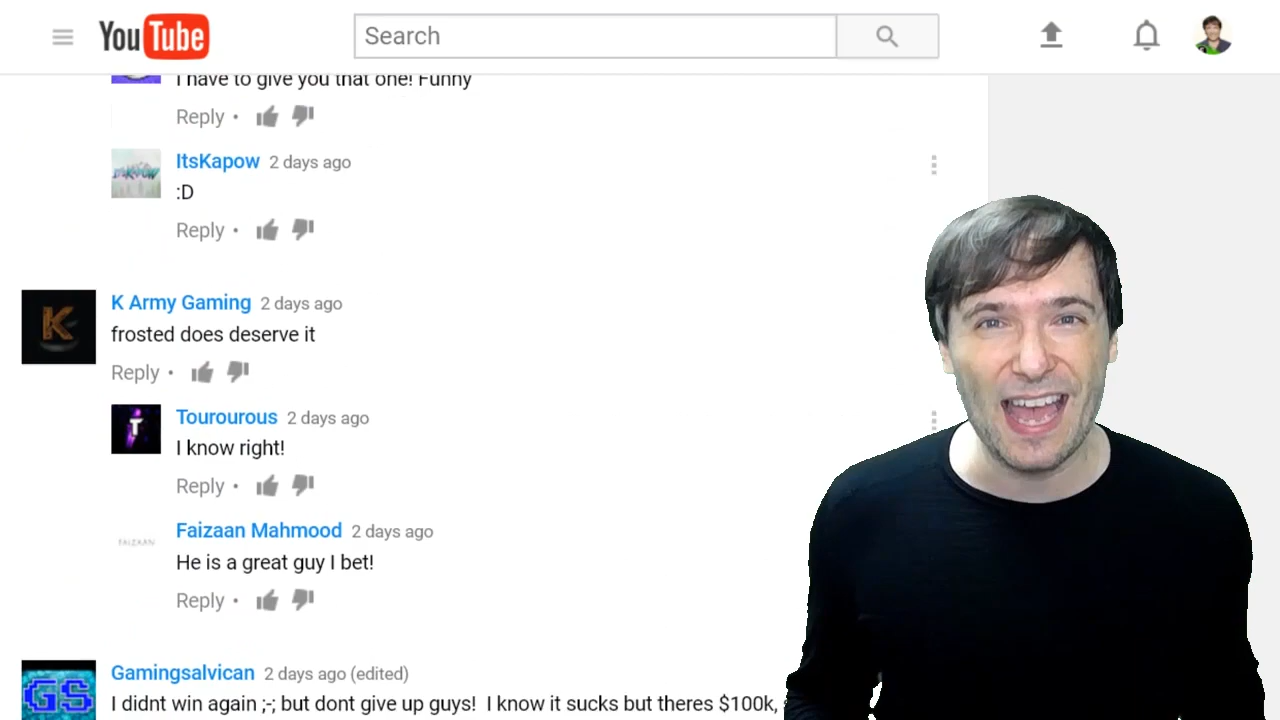 YouTube
Search
I have to give you that one! Funny
Reply •
ItsKapow 2 days ago
:D
Reply •
K
K Army Gaming 2 days ago
frosted does deserve it
Reply •
T
Tourourous 2 days ago
I know right!
Reply •
FAIZAAN
Faizaan Mahmood 2 days ago
He is a great guy I bet!
Reply •
GS
Gamingsalvican 2 days ago (edited)
I didnt win again ;-; but dont give up guys! I know it sucks but theres $100k,